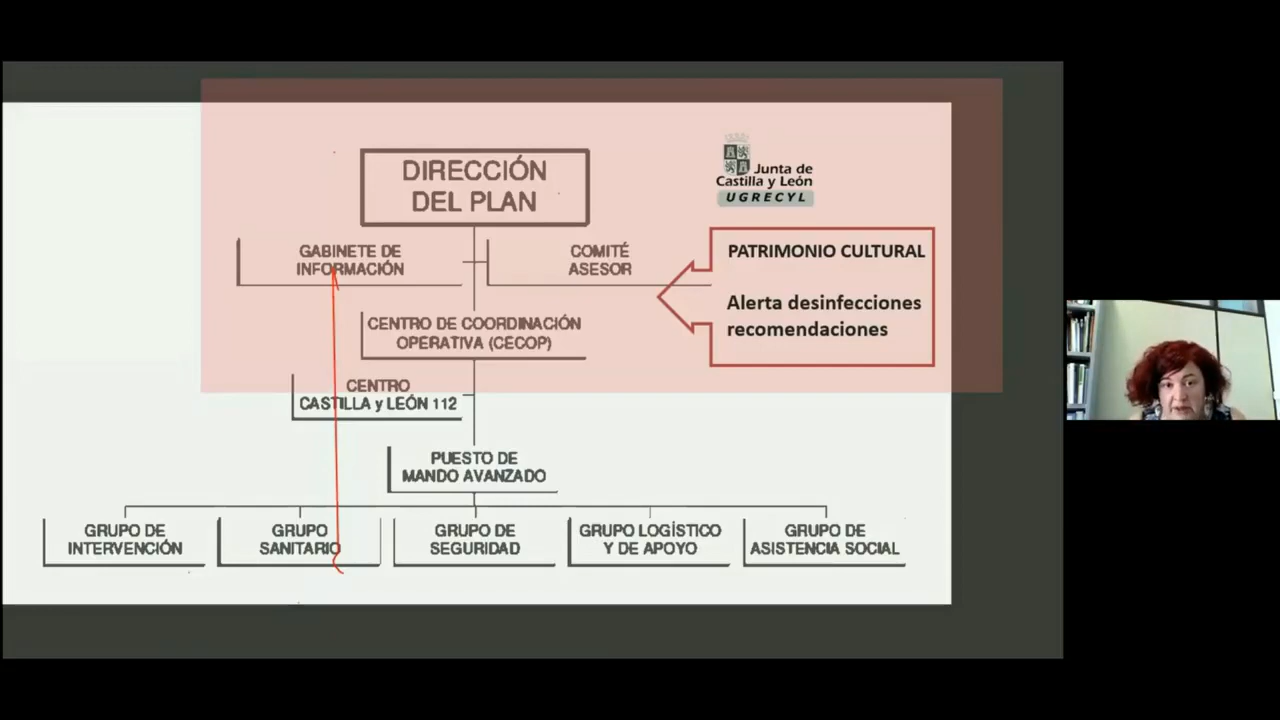 DIRECCIÓN
DEL PLAN
Junta de
Castilla y León
UGRECYL
GABINETE DE
INFORMACIÓN
COMITÉ
ASESOR
PATRIMONIO CULTURAL
Alerta desinfecciones
recomendaciones
CENTRO DE COORDINACIÓN
OPERATIVA (CECOP)
CENTRO
CASTILLA y LEÓN 112
PUESTO DE
MANDO AVANZADO
GRUPO DE
INTERVENCIÓN
GRUPO
SANITARIO
GRUPO DE
SEGURIDAD
GRUPO LOGÍSTICO
Y DE APOYO
GRUPO DE
ASISTENCIA SOCIAL